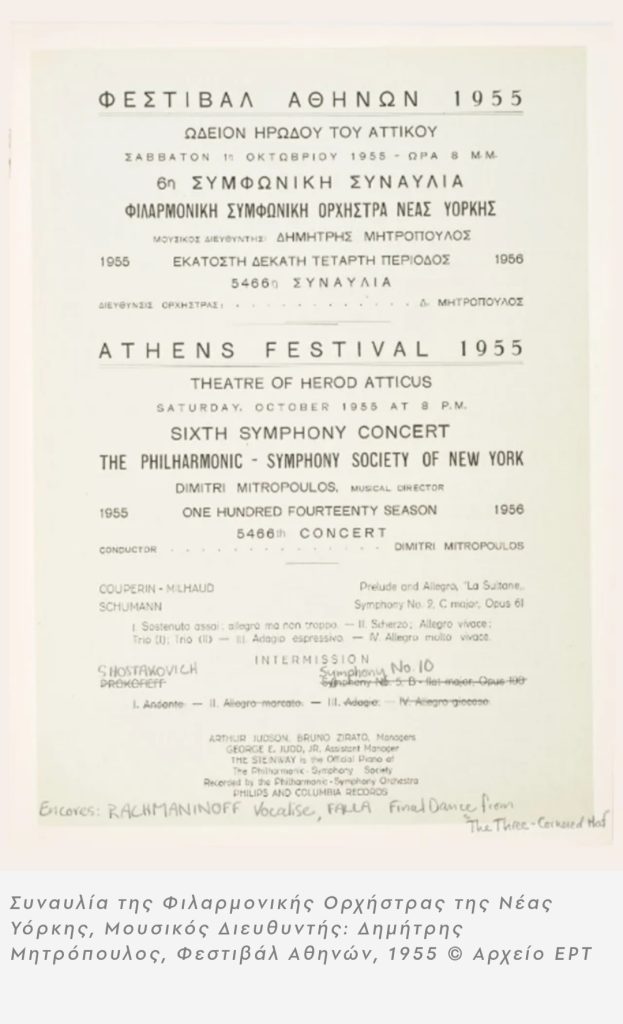 ΦΕΣΤΙΒΑΛ ΑΘΗΝΩΝ 1955
ΩΔΕΙΟΝ ΗΡΩΔΟΥ ΤΟΥ ΑΤΤΙΚΟΥ
ΣΑΒΒΑΤΟΝ 1η ΟΚΤΩΒΡΙΟΥ 1955 - ΩΡΑ 8 Μ.Μ.
6η ΣΥΜΦΩΝΙΚΗ ΣΥΝΑΥΛΙΑ
ΦΙΛΑΡΜΟΝΙΚΗ ΣΥΜΦΩΝΙΚΗ ΟΡΧΗΣΤΡΑ ΝΕΑΣ ΥΟΡΚΗΣ
ΜΟΥΣΙΚΟΣ ΔΙΕΥΘΥΝΤΗΣ: ΔΗΜΗΤΡΗΣ ΜΗΤΡΟΠΟΥΛΟΣ
1955 ΕΚΑΤΟΣΤΗ ΔΕΚΑΤΗ ΤΕΤΑΡΤΗ ΠΕΡΙΟΔΟΣ 1956
5466η ΣΥΝΑΥΛΙΑ
ΔΙΕΥΘΥΝΣΙΣ ΟΡΧΗΣΤΡΑΣ: . . . . . . . . . . . . Δ. ΜΗΤΡΟΠΟΥΛΟΣ
ATHENS FESTIVAL 1955
THEATRE OF HEROD ATTICUS
SATURDAY, OCTOBER 1955 AT 8 P.M.
SIXTH SYMPHONY CONCERT
THE PHILHARMONIC - SYMPHONY SOCIETY OF NEW YORK
DIMITRI MITROPOULOS, MUSICAL DIRECTOR
1955 ONE HUNDRED FOURTEENTY SEASON 1956
5466th CONCERT
CONDUCTOR . . . . . . . . . . . . . . DIMITRI MITROPOULOS
COUPERIN - MILHAUD Prelude and Allegro, "La Sultane,,
SCHUMANN Symphony No. 2, C major, Opus 61
I. Sostenuto assai; allegro ma non troppo. — II. Scherzo; Allegro vivace;
Trio (I); Trio (II) — III. Adagio espressivo. — IV. Allegro molto vivace.
INTERMISSION
SHOSTAKOVICH Symphony No. 10
PROKOFIEFF Symphony No. 5, B - flat major, Opus 100
I. Andante. — II. Allegro marcato. — III. Adagio. — IV. Allegro giocoso.
ARTHUR JUDSON, BRUNO ZIRATO, Managers
GEORGE E. JUDD, JR. Assistant Manager
THE STEINWAY is the Official Piano of
The Philharmonic - Symphony Society
Recorded by the Philharmonic - Symphony Orchestra
PHILIPS AND COLUMBIA RECORDS
Encores: RACHMANINOFF Vocalise, FALLA Final Dance from
"The Three-Cornered Hat"
Συναυλία της Φιλαρμονικής Ορχήστρας της Νέας
Υόρκης, Μουσικός Διευθυντής: Δημήτρης
Μητρόπουλος, Φεστιβάλ Αθηνών, 1955 © Αρχείο ΕΡΤ